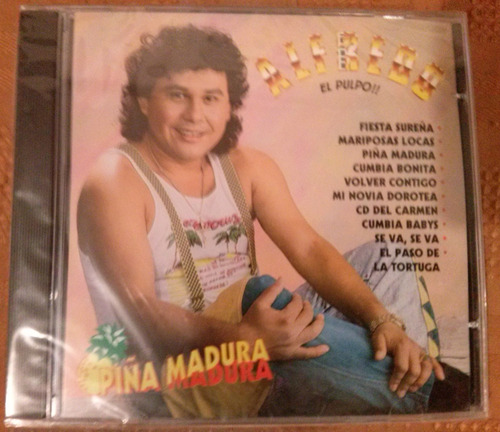 ALFREDO
EL PULPO!!
FIESTA SUREÑA
MARIPOSAS LOCAS
PIÑA MADURA
CUMBIA BONITA
VOLVER CONTIGO
MI NOVIA DOROTEA
CD DEL CARMEN
CUMBIA BABYS
SE VA, SE VA
EL PASO DE
LA TORTUGA
PIÑA MADURA